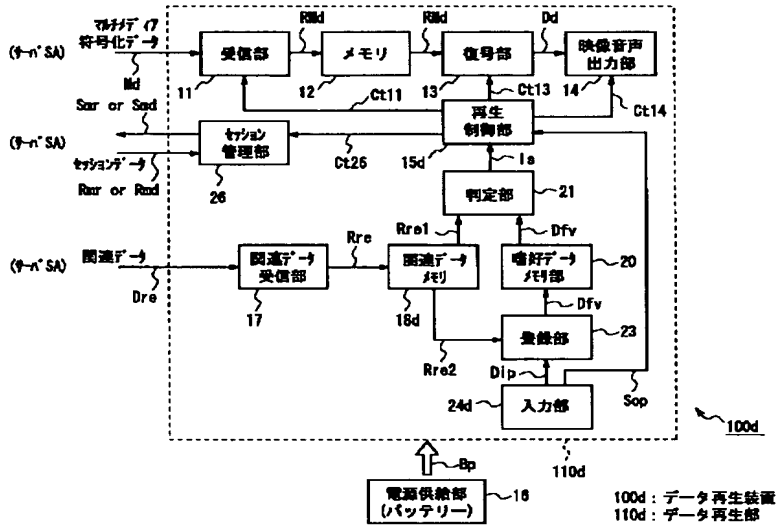 マルチメディア
符号化データ
(サーバSA)
Md
受信部
11
RMd
メモリ
12
RMd
復号部
13
Dd
映像音声
出力部
14
Ct11
Ct13
Ct14
Smr or Smd
(サーバSA)
セッションデータ
Rmr or Rmd
セッション
管理部
26
Ct26
再生
制御部
15d
Is
判定部
21
Rre1
Dfv
(サーバSA)
関連データ
Dre
関連データ
受信部
17
Rre
関連データ
メモリ
18d
嗜好データ
メモリ部
20
Dfv
登録部
23
Rre2
Dip
24d
入力部
Sop
100d
Bp
110d
電源供給部
(バッテリー)
16
100d:データ再生装置
110d:データ再生部